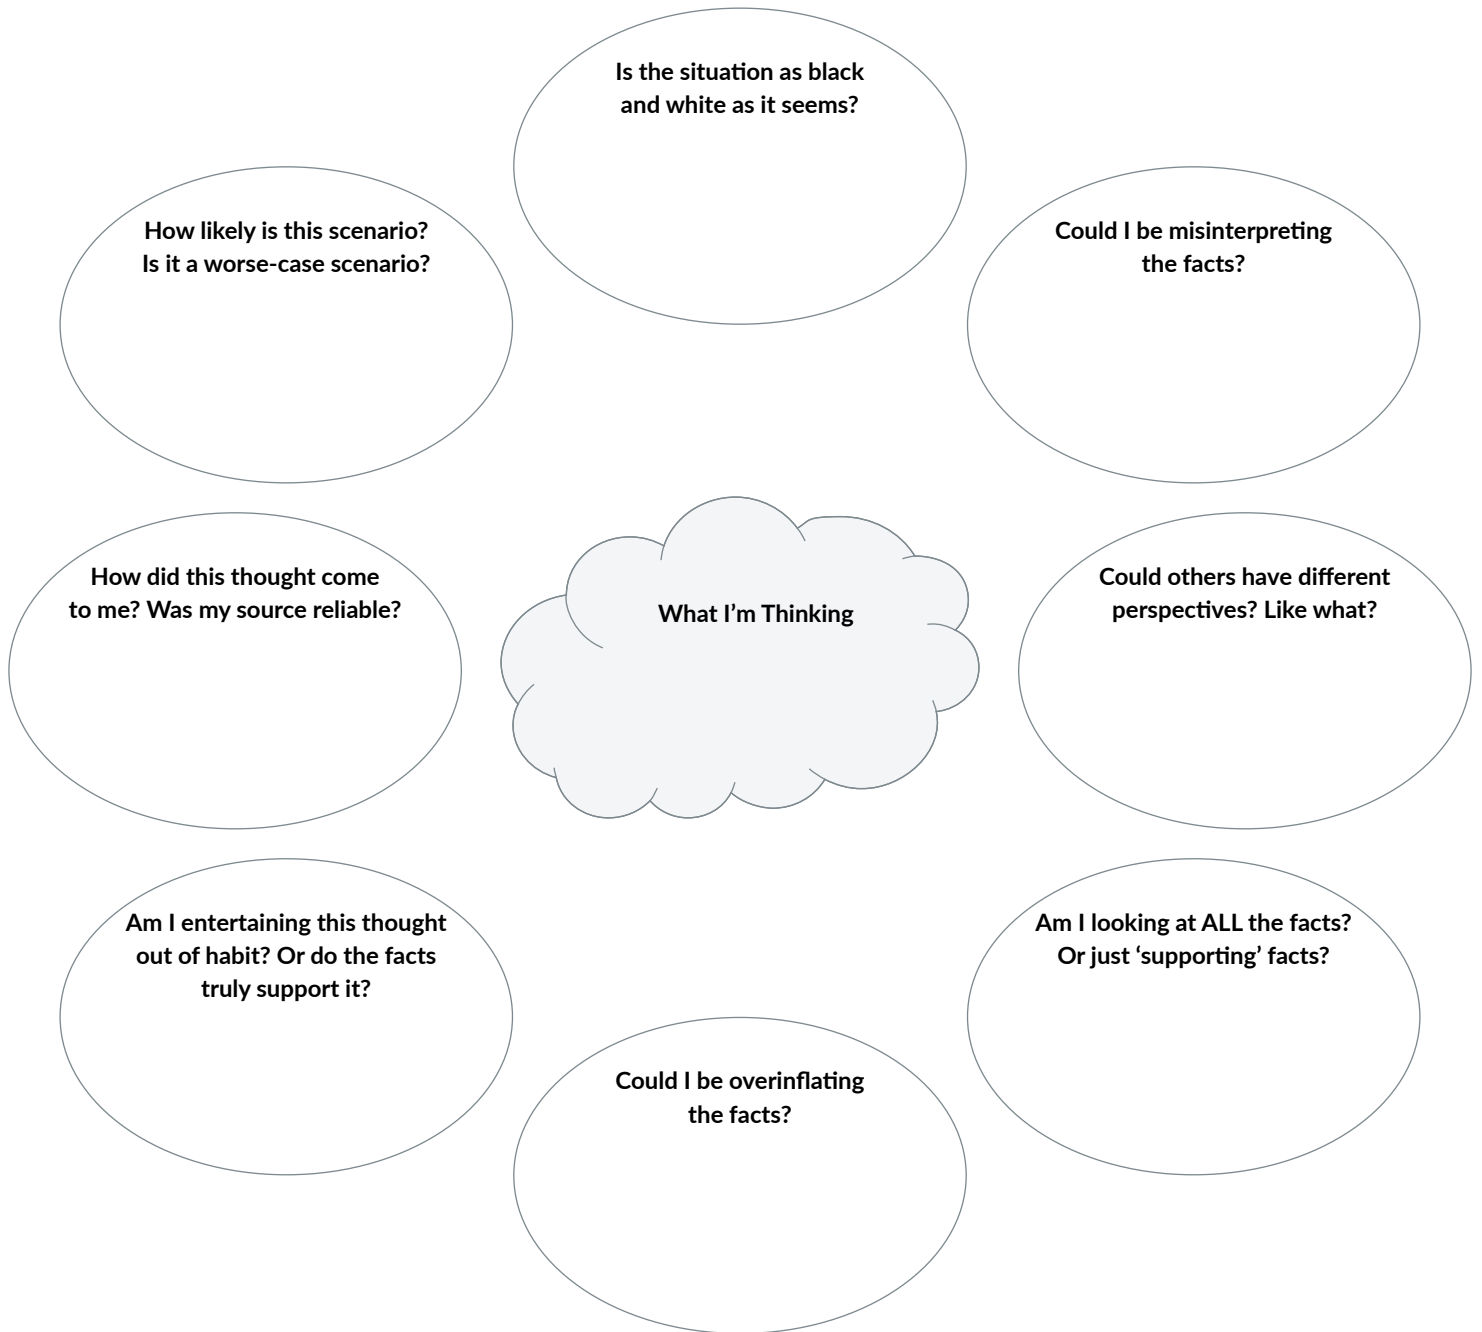 Is the situation as black
and white as it seems?
How likely is this scenario?
Is it a worse-case scenario?
Could I be misinterpreting
the facts?
How did this thought come
to me? Was my source reliable?
What I’m Thinking
Could others have different
perspectives? Like what?
Am I entertaining this thought
out of habit? Or do the facts
truly support it?
Am I looking at ALL the facts?
Or just ‘supporting’ facts?
Could I be overinflating
the facts?